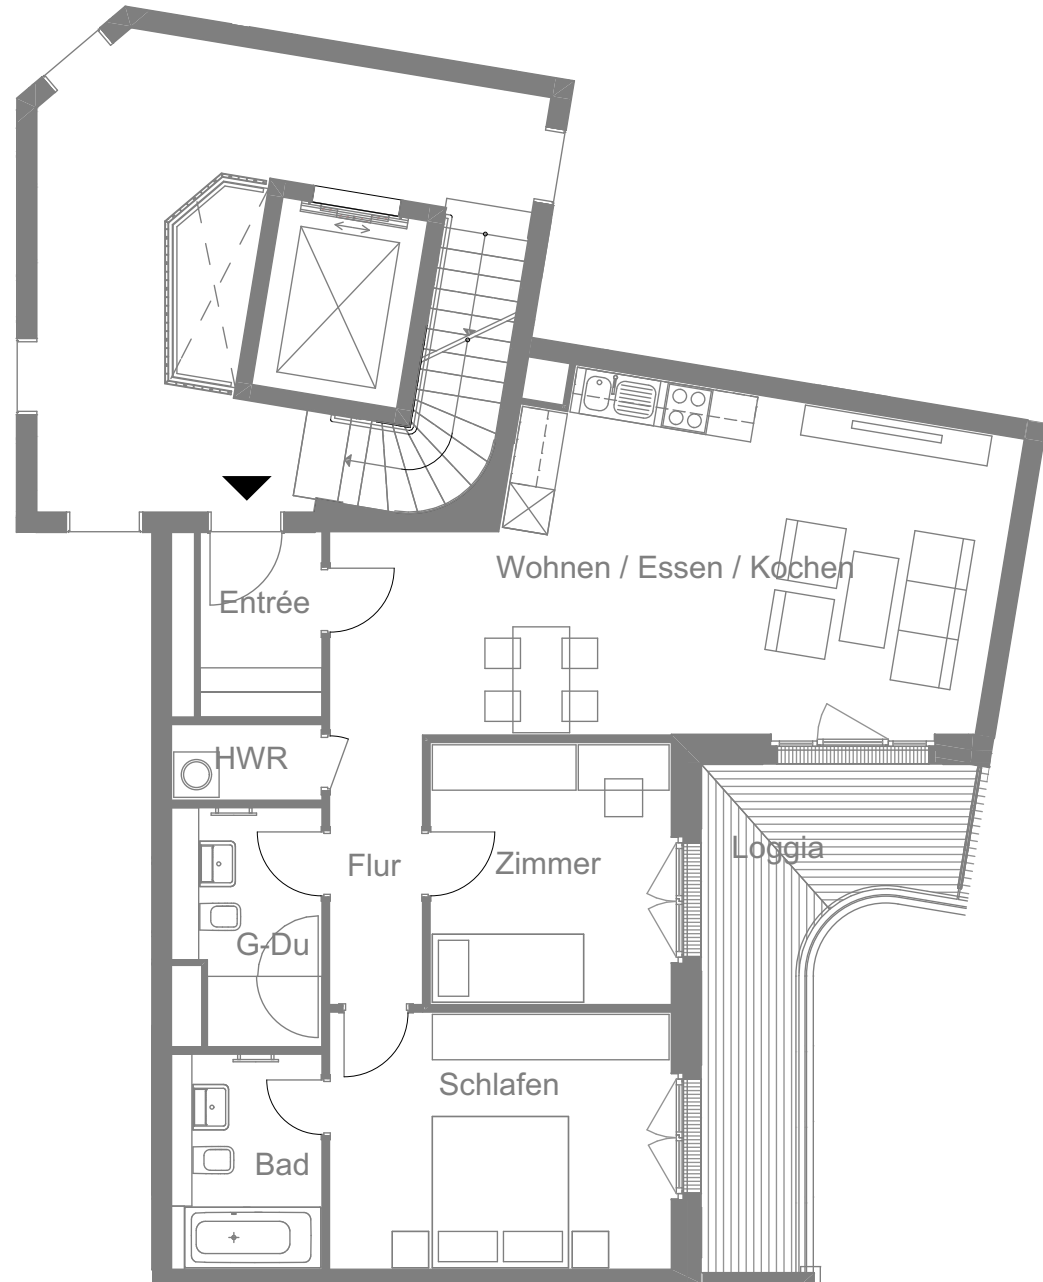 Wohnen / Essen / Kochen
Entrée
HWR
Loggia
Flur
Zimmer
G-Du
Schlafen
Bad